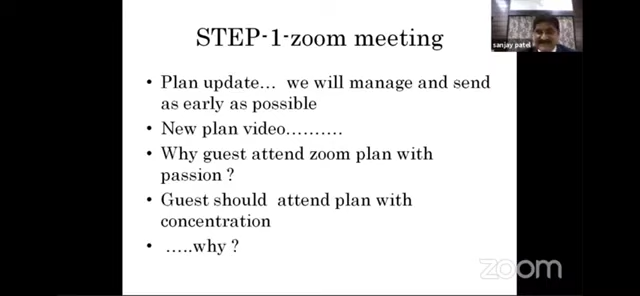 STEP-1-zoom meeting
sanjay patel
• Plan update… we will manage and send
as early as possible
• New plan video………
• Why guest attend zoom plan with
passion ?
• Guest should attend plan with
concentration
• …..why ?
zoom